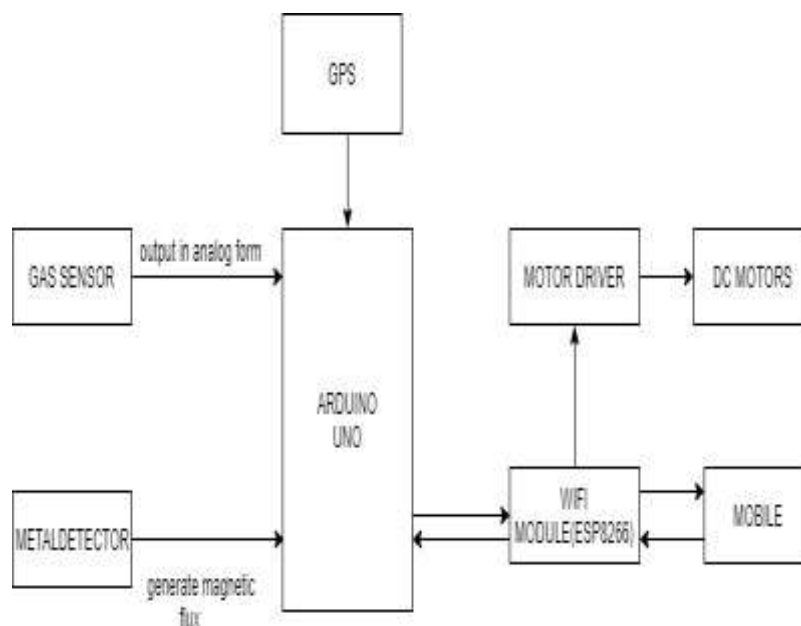 GPS
GAS SENSOR
output in analog form
MOTOR DRIVER
DC MOTORS
ARDUINO
UNO
METALDETECTOR
generate magnetic
flux
WIFI
MODULE(ESP8266)
MOBILE